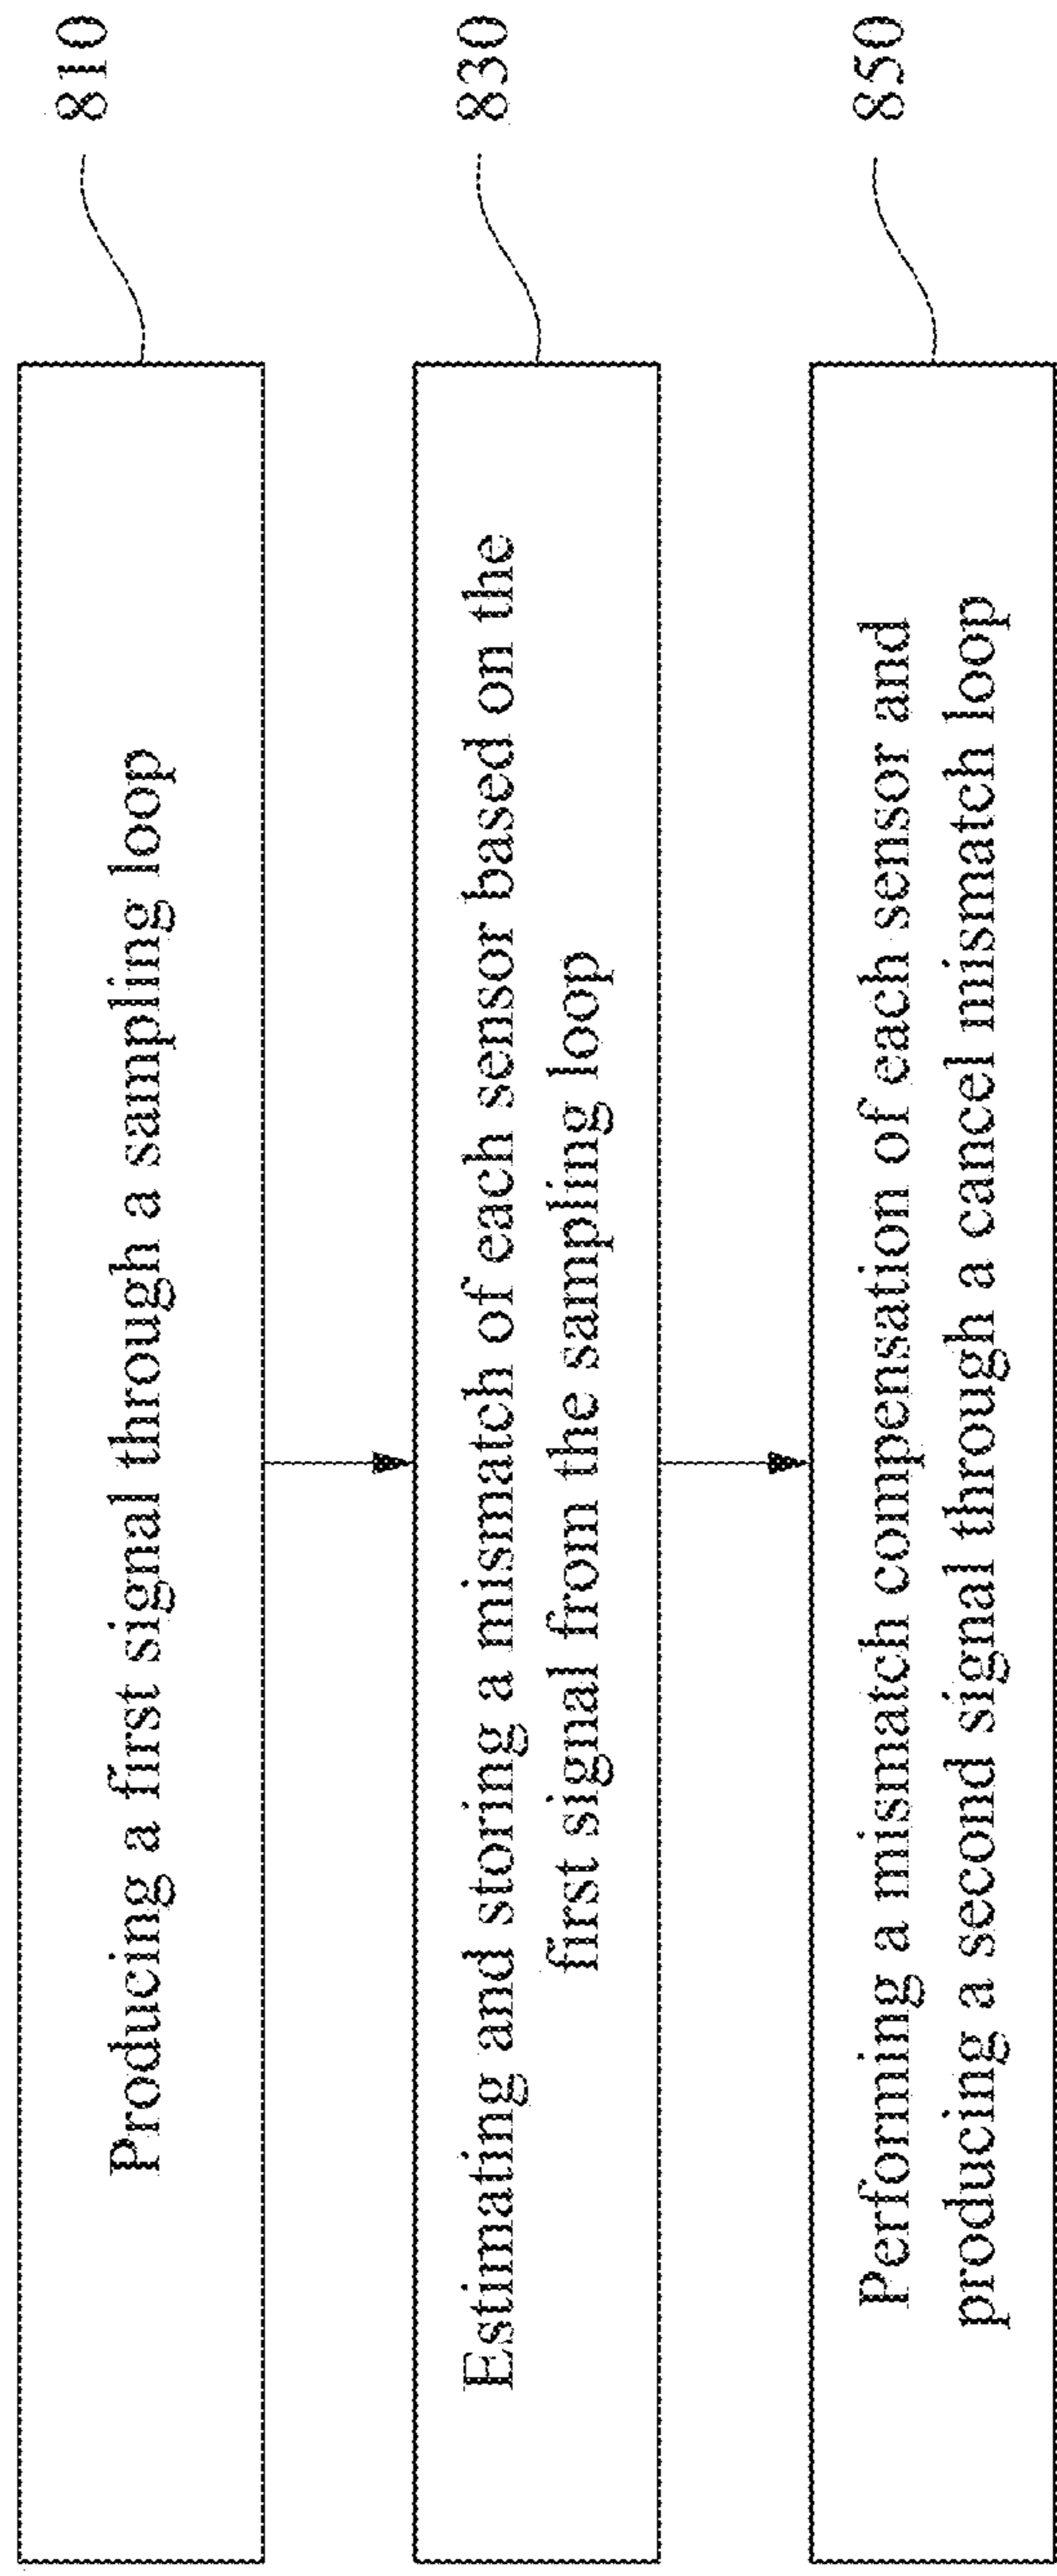 Producing a first signal through a sampling loop
810
Estimating and storing a mismatch of each sensor based on the
first signal from the sampling loop
830
Performing a mismatch compensation of each sensor and
producing a second signal through a cancel mismatch loop
850